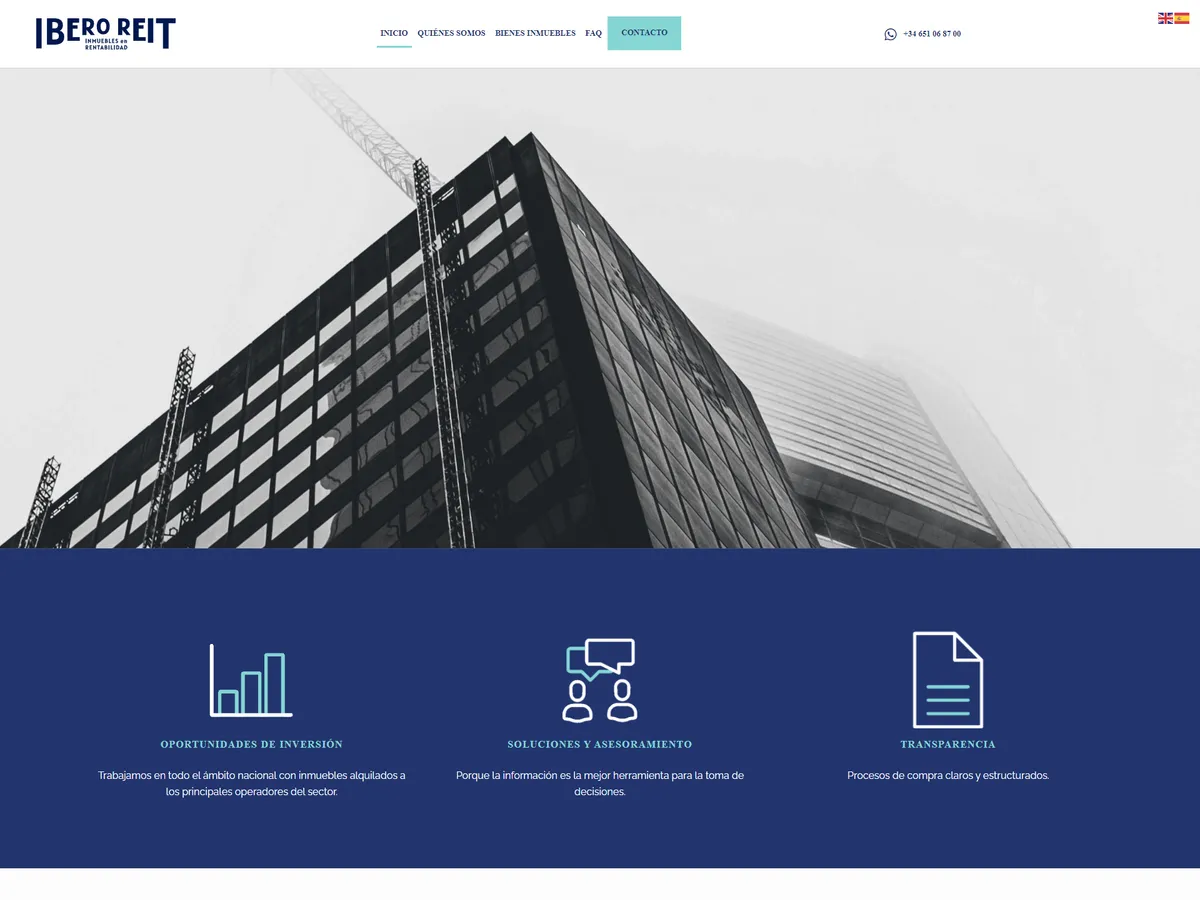 IBERO REIT
INMUEBLES en
RENTABILIDAD
INICIO
QUIÉNES SOMOS
BIENES INMUEBLES
FAQ
CONTACTO
+34 651 06 87 00
OPORTUNIDADES DE INVERSIÓN
Trabajamos en todo el ámbito nacional con inmuebles alquilados a
los principales operadores del sector.
SOLUCIONES Y ASESORAMIENTO
Porque la información es la mejor herramienta para la toma de
decisiones.
TRANSPARENCIA
Procesos de compra claros y estructurados.